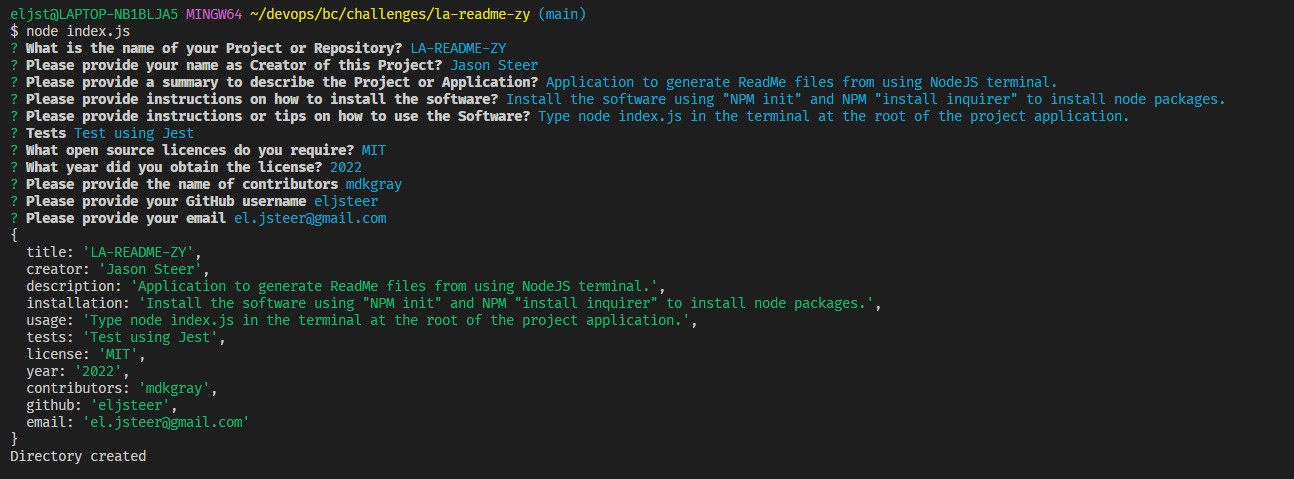 eljst@LAPTOP-NB1BLJA5 MINGW64 ~/devops/bc/challenges/la-readme-zy (main)
$ node index.js
? What is the name of your Project or Repository? LA-README-ZY
? Please provide your name as Creator of this Project? Jason Steer
? Please provide a summary to describe the Project or Application? Application to generate ReadMe files from using NodeJS terminal.
? Please provide instructions on how to install the software? Install the software using "NPM init" and NPM "install inquirer" to install node packages.
? Please provide instructions or tips on how to use the Software? Type node index.js in the terminal at the root of the project application.
? Tests Test using Jest
? What open source licences do you require? MIT
? What year did you obtain the license? 2022
? Please provide the name of contributors mdkgray
? Please provide your GitHub username eljsteer
? Please provide your email el.jsteer@gmail.com
{
  title: 'LA-README-ZY',
  creator: 'Jason Steer',
  description: 'Application to generate ReadMe files from using NodeJS terminal.',
  installation: 'Install the software using "NPM init" and NPM "install inquirer" to install node packages.',
  usage: 'Type node index.js in the terminal at the root of the project application.',
  tests: 'Test using Jest',
  license: 'MIT',
  year: '2022',
  contributors: 'mdkgray',
  github: 'eljsteer',
  email: 'el.jsteer@gmail.com'
}
Directory created